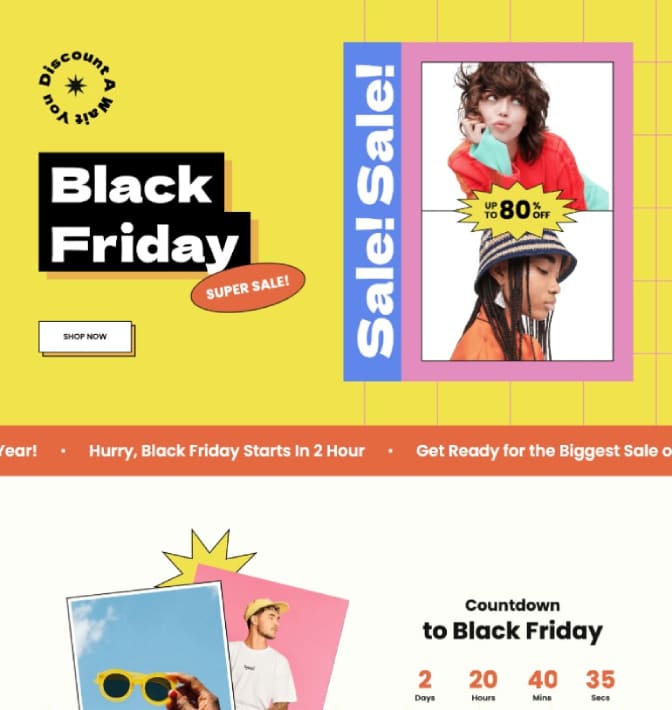 Discount A Wait You
Black
Friday
SUPER SALE!
SHOP NOW
Sale! Sale!
UP TO 80% OFF
Year! • Hurry, Black Friday Starts In 2 Hour • Get Ready for the Biggest Sale o
Countdown
to Black Friday
2 20 40 35
Days Hours Mins Secs